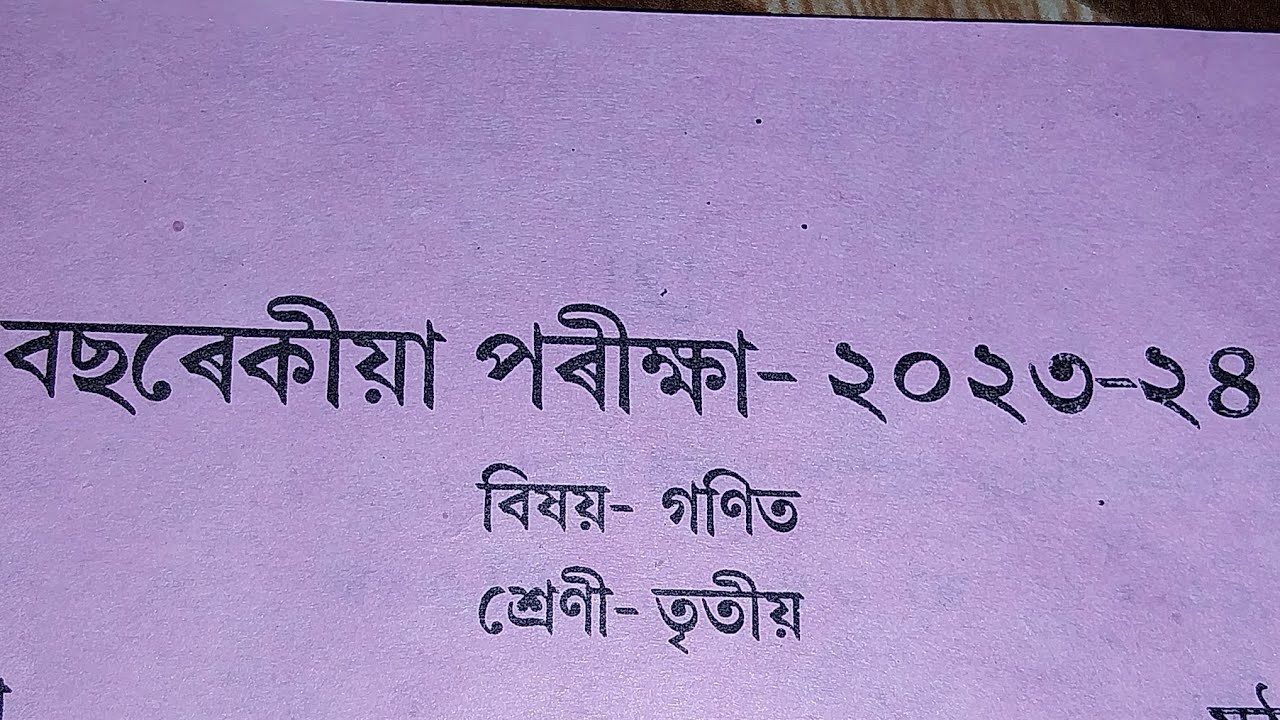 বছৰেকীয়া পৰীক্ষা- ২০২৩-২৪
বিষয়- গণিত
শ্রেণী- তৃতীয়